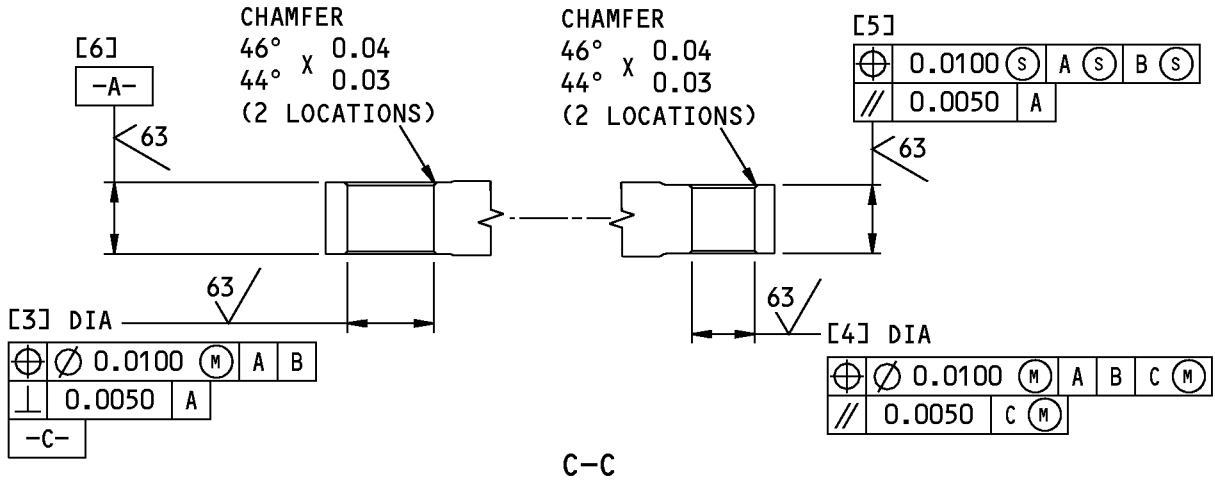 [6]
-A-
63
CHAMFER
46° X 0.04
44° 0.03
(2 LOCATIONS)
CHAMFER
46° X 0.04
44° 0.03
(2 LOCATIONS)
[5]
⌖ 0.0100 Ⓢ A Ⓢ B Ⓢ
// 0.0050 A
63
63
[3] DIA
⌖ ∅ 0.0100 Ⓜ A B
⊥ 0.0050 A
-C-
63
[4] DIA
⌖ ∅ 0.0100 Ⓜ A B C Ⓜ
// 0.0050 C Ⓜ
C-C